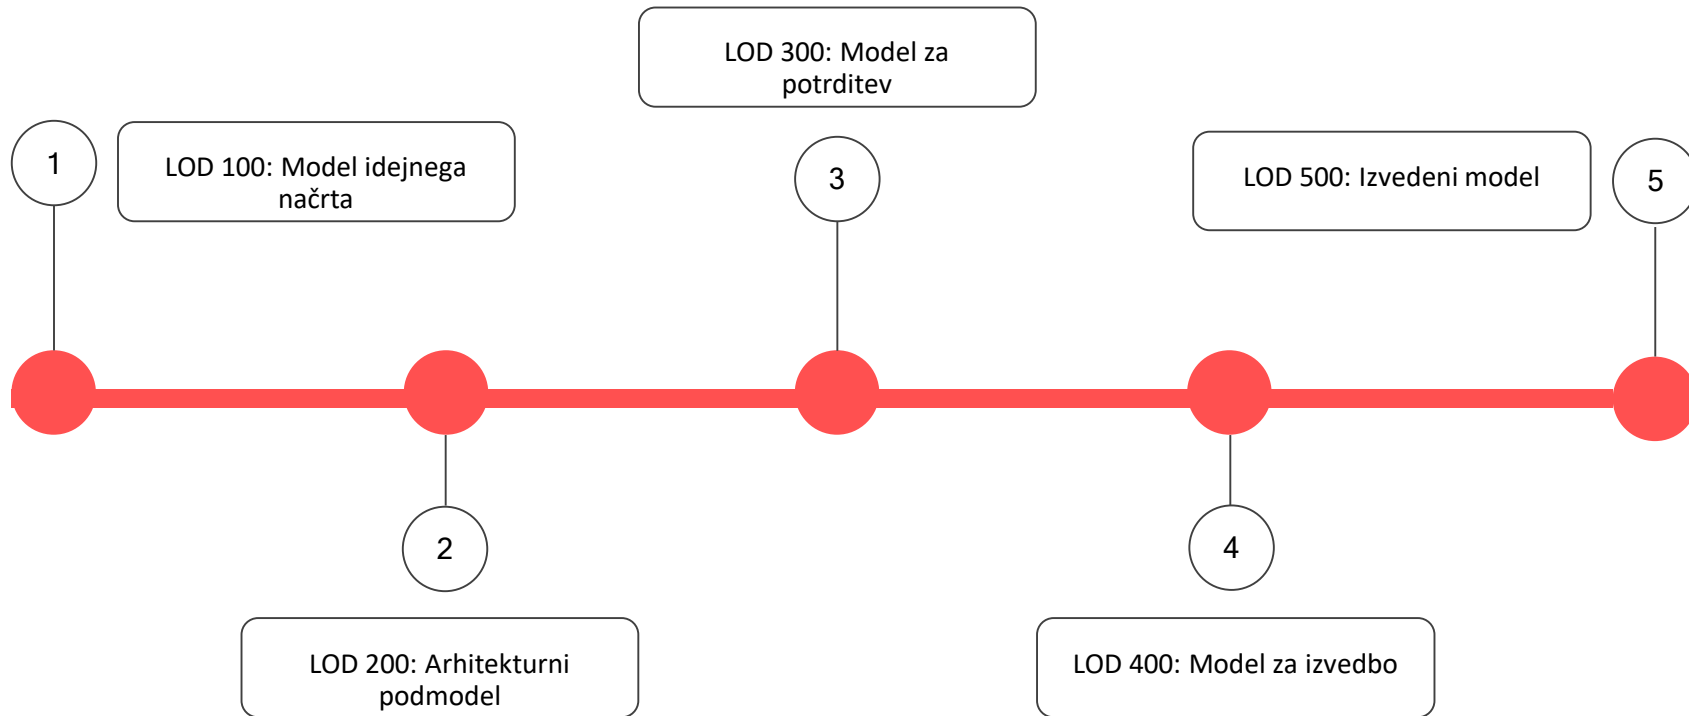 1
LOD 100: Model idejnega
načrta
2
LOD 200: Arhitekturni
podmodel
3
LOD 300: Model za
potrditev
4
LOD 400: Model za izvedbo
5
LOD 500: Izvedeni model